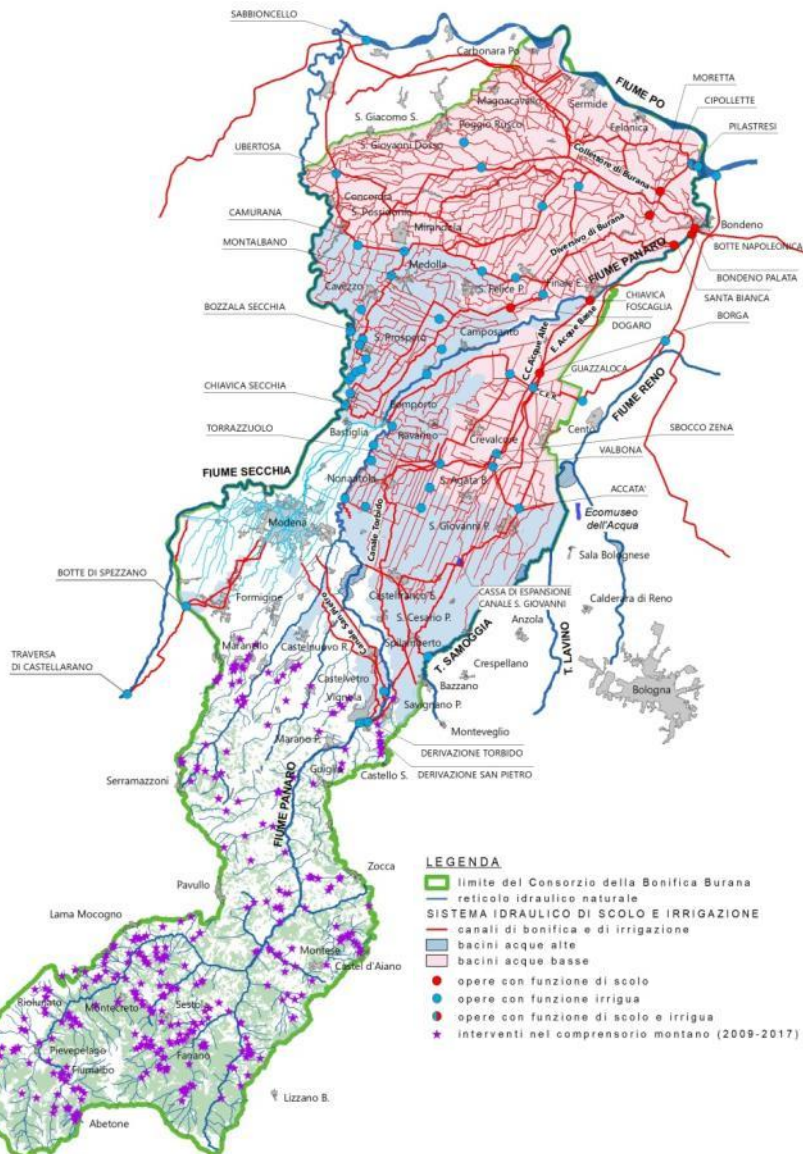 SABBIONCELLO
Carbonara Po
FIUME PO
MORETTA
CIPOLLETTE
PILASTRESI
Magnacavallo
Sermide
Felonica
S. Giacomo S.
Poggio Rusco
S. Giovanni Dosso
UBERTOSA
Collettore di Burana
Concordia
S. Possidonio
CAMURANA
Mirandola
Diversivo di Burana
Bondeno
BOTTE NAPOLEONICA
MONTALBANO
Medolla
FIUME PANARO
BONDENO PALATA
Cavezzo
S. Felice P.
Finale E.
SANTA BIANCA
CHIAVICA
FOSCAGLIA
BOZZALA SECCHIA
S. Prospero
Camposanto
C.C.Acque Alte
E. Acque Basse
DOGARO
BORGA
GUAZZALOCA
CHIAVICA SECCHIA
Bomporto
C.E.R.
FIUME RENO
TORRAZZUOLO
Bastiglia
Ravarino
Crevalcore
Cento
SBOCCO ZENA
VALBONA
FIUME SECCHIA
Nonantola
S. Agata B.
ACCATA'
Modena
Canale Torbido
S. Giovanni P.
Ecomuseo
dell'Acqua
Sala Bolognese
BOTTE DI SPEZZANO
Formigine
Castelfranco E.
CASSA DI ESPANSIONE
CANALE S. GIOVANNI
Calderara di Reno
S. Cesario P.
Anzola
Canale San Pietro
Maranello
Castelnuovo R.
Spilamberto
T. SAMOGGIA
T. LAVINO
TRAVERSA
DI CASTELLARANO
Crespellano
Castelvetro
Bazzano
Bologna
Vignola
Savignano P.
Monteveglio
Marano P.
DERIVAZIONE TORBIDO
Guiglia
Castello S.
DERIVAZIONE SAN PIETRO
Serramazzoni
FIUME PANARO
Zocca
Pavullo
Lama Mocogno
Montese
Castel d'Aiano
Riolunato
Montecreto
Sestola
Pievepelago
Fanano
Fiumalbo
Lizzano B.
Abetone
LEGENDA
limite del Consorzio della Bonifica Burana
reticolo idraulico naturale
SISTEMA IDRAULICO DI SCOLO E IRRIGAZIONE
canali di bonifica e di irrigazione
bacini acque alte
bacini acque basse
opere con funzione di scolo
opere con funzione irrigua
opere con funzione di scolo e irrigua
interventi nel comprensorio montano (2009-2017)